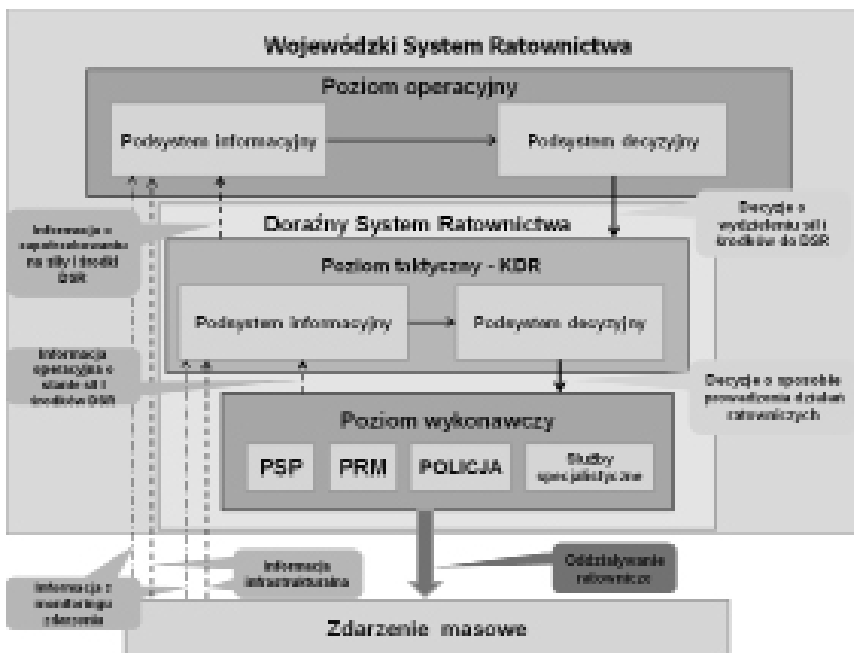 Wojewódzki System Ratownictwa
Poziom operacyjny
Podsystem informacyjny
Podsystem decyzyjny
Informacja o
zapotrzebowaniu
na siły i środki
DSR
Doraźny System Ratownictwa
Decyzje o
wydzieleniu sił i
środków do DSR
Poziom taktyczny - KDR
Podsystem informacyjny
Podsystem decyzyjny
Informacja
operacyjna o
stanie sił i
środków DSR
Decyzje o sposobie
prowadzenia działań
ratowniczych
Poziom wykonawczy
PSP
PRM
POLICJA
Służby
specjalistyczne
Informacja z
monitoringu
zdarzenia
Informacja
infrastrukturalna
Oddziaływanie
ratownicze
Zdarzenie masowe